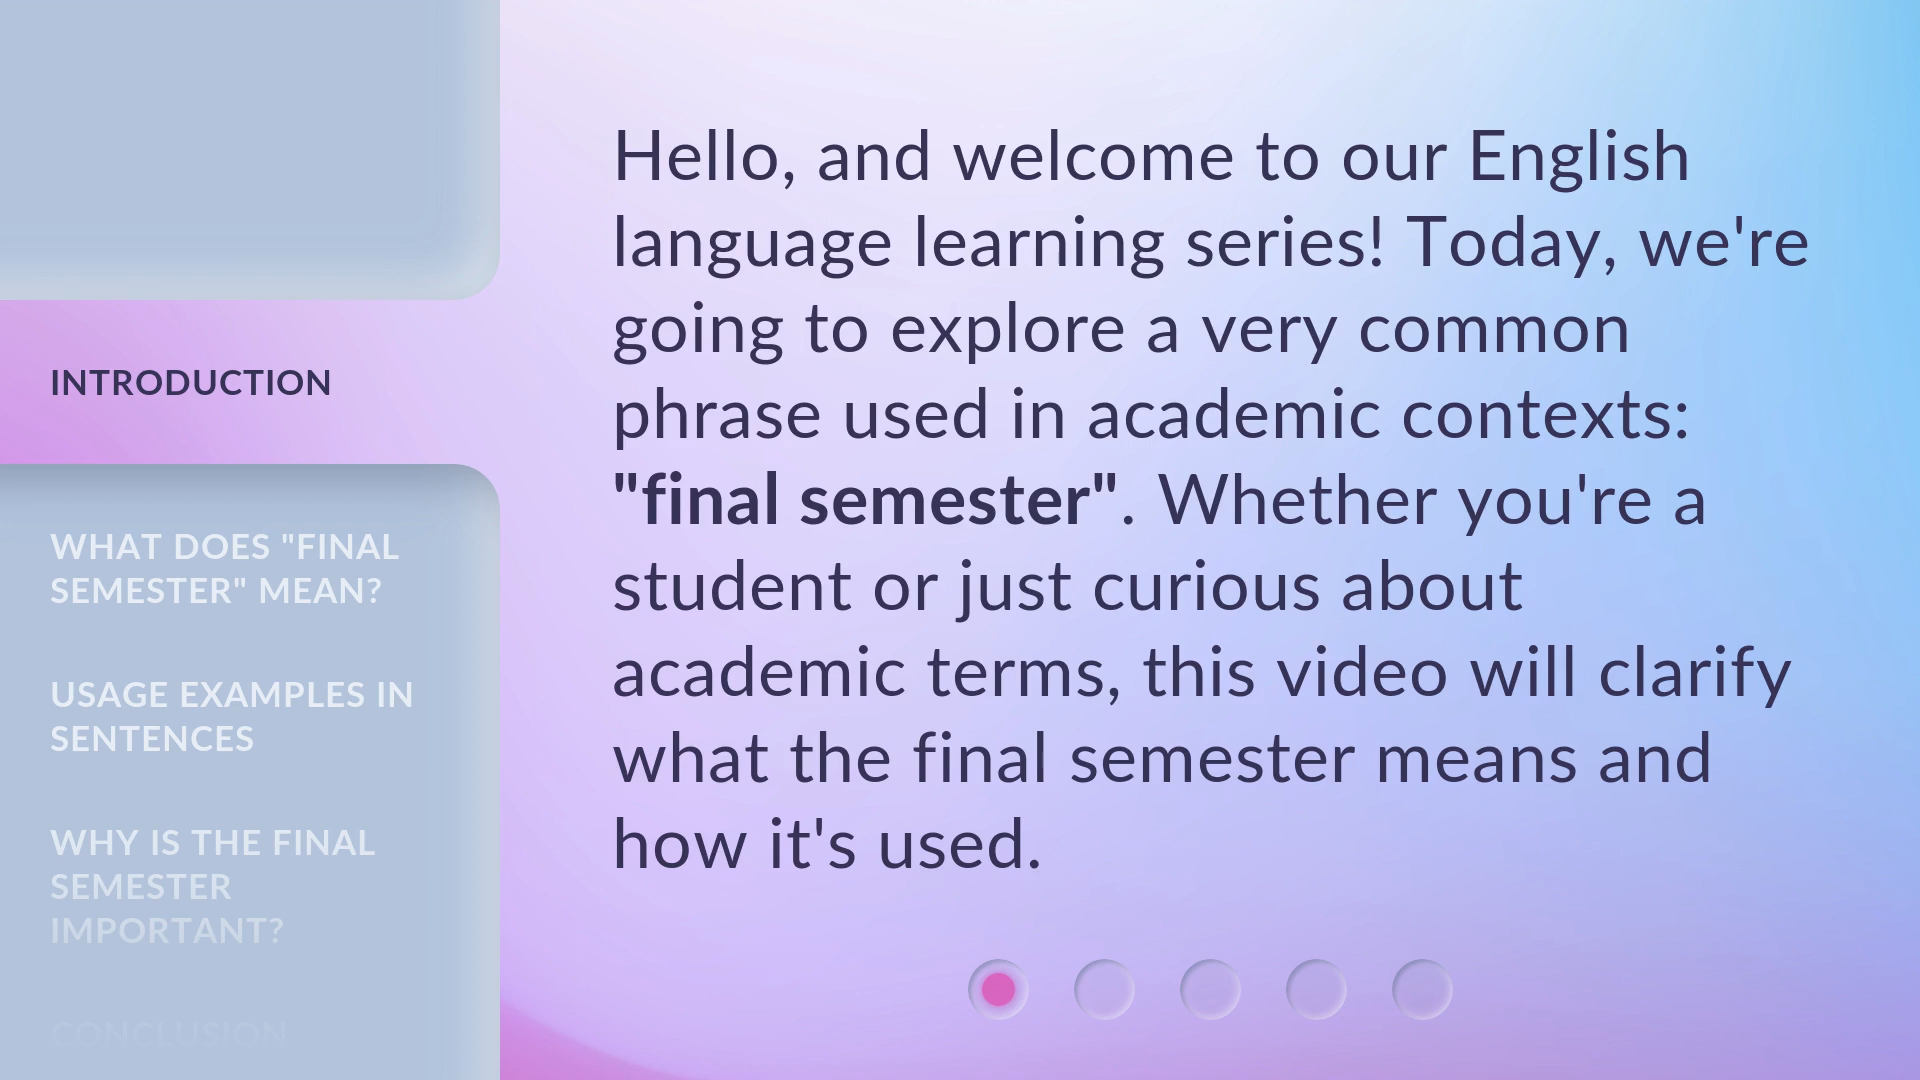 INTRODUCTION
WHAT DOES "FINAL
SEMESTER" MEAN?
USAGE EXAMPLES IN
SENTENCES
WHY IS THE FINAL
SEMESTER
IMPORTANT?
CONCLUSION
Hello, and welcome to our English
language learning series! Today, we're
going to explore a very common
phrase used in academic contexts:
"final semester". Whether you're a
student or just curious about
academic terms, this video will clarify
what the final semester means and
how it's used.